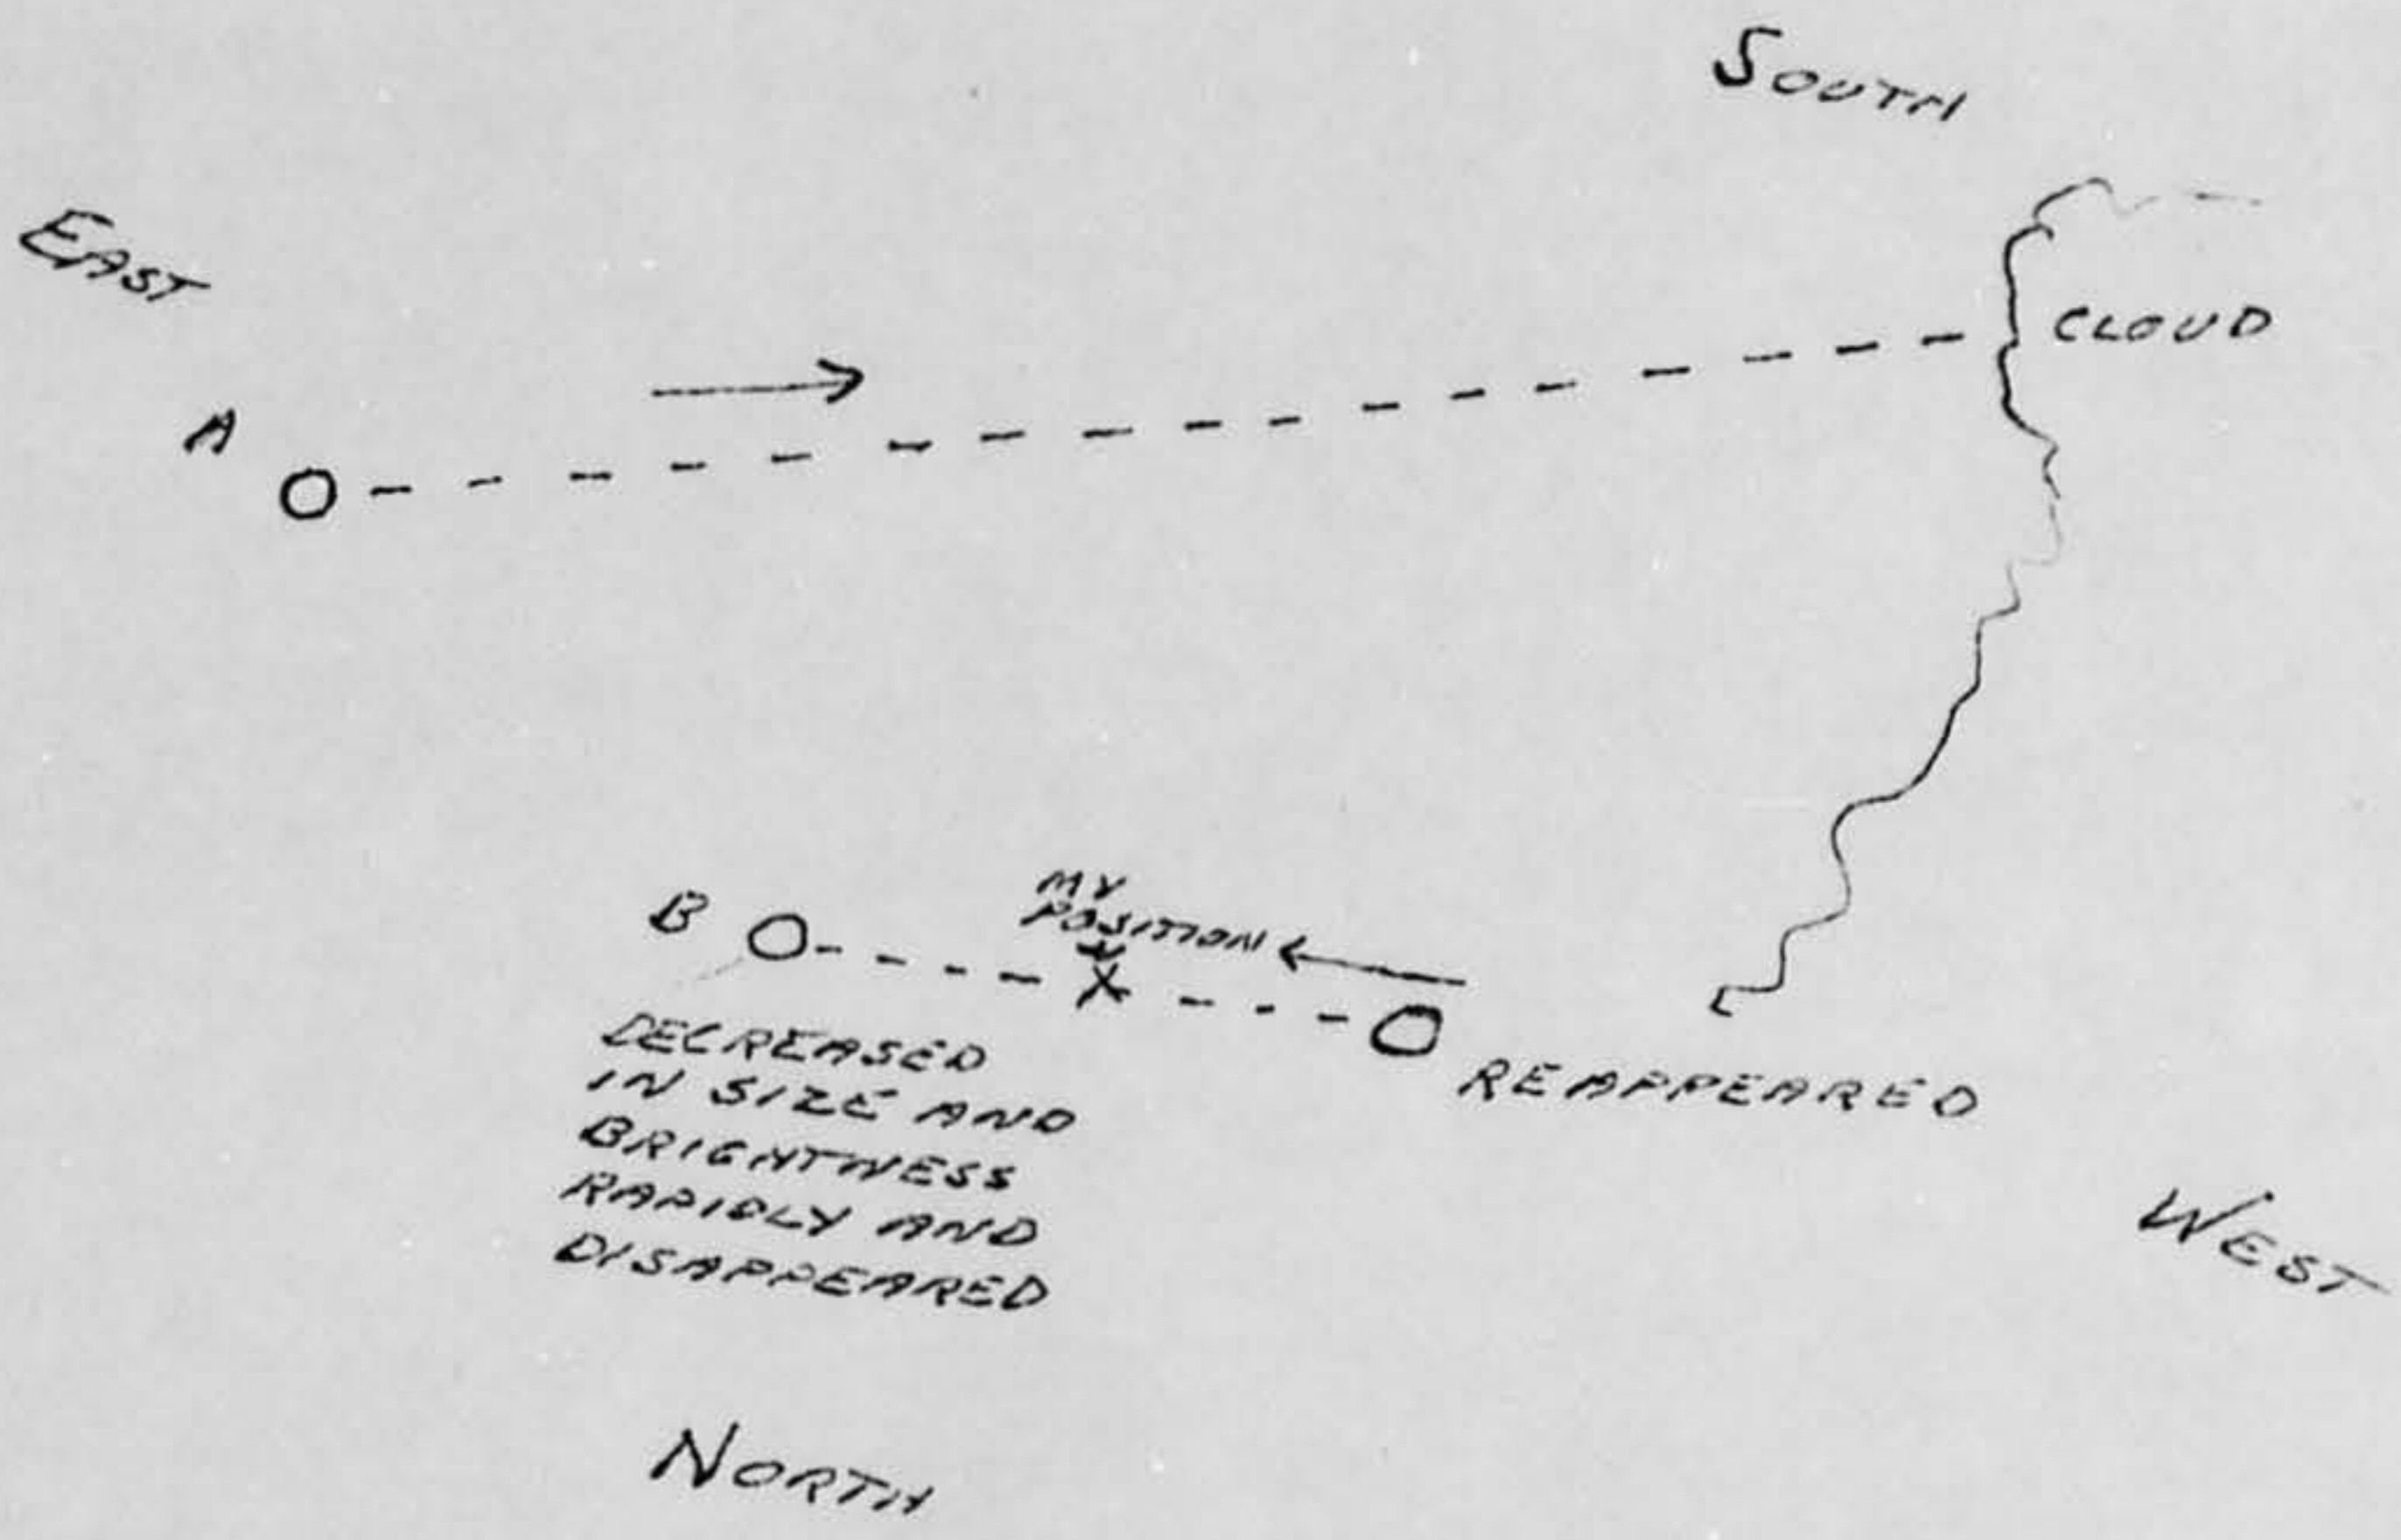 SOUTH
EAST
CLOUD
A
MY
POSITION
B
X
REAPPEARED
DECREASED
IN SIZE AND
BRIGHTNESS
RAPIDLY AND
DISAPPEARED
WEST
NORTH